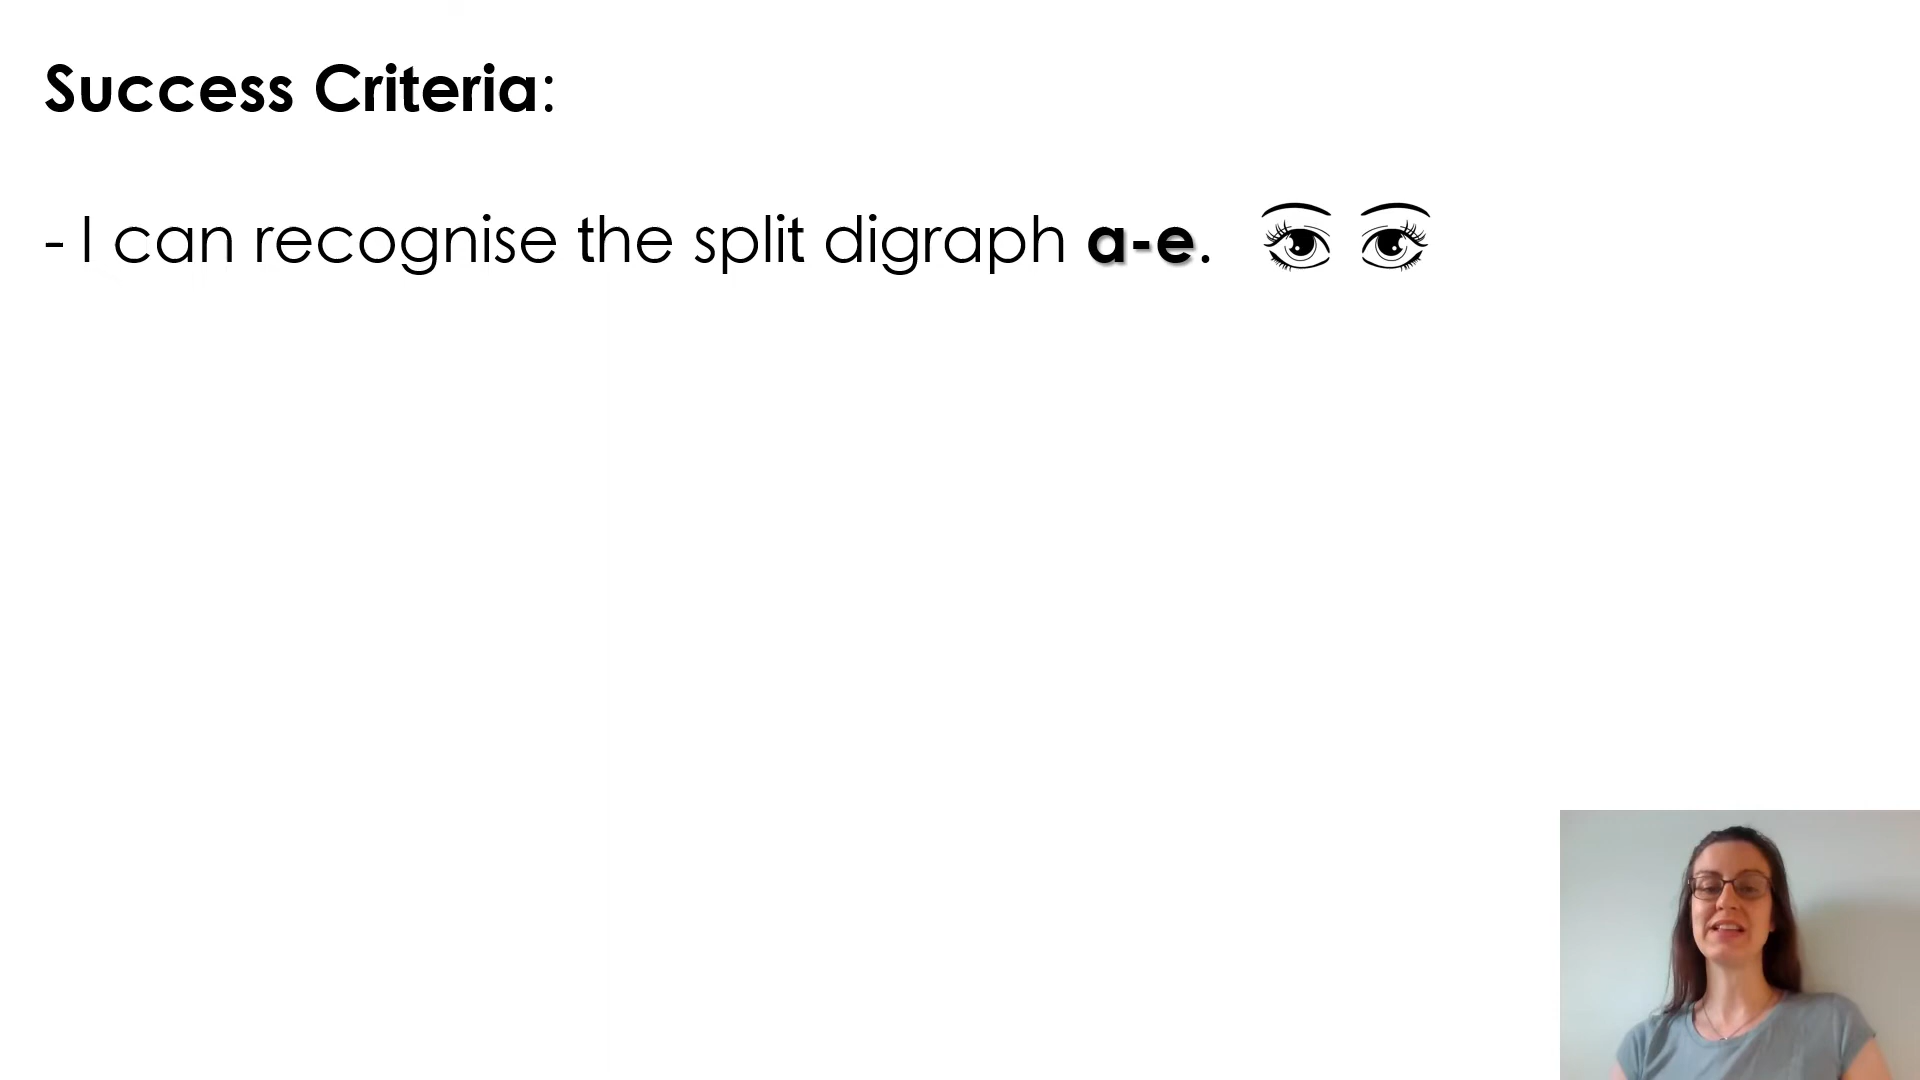 Success Criteria:
- I can recognise the split digraph a-e.